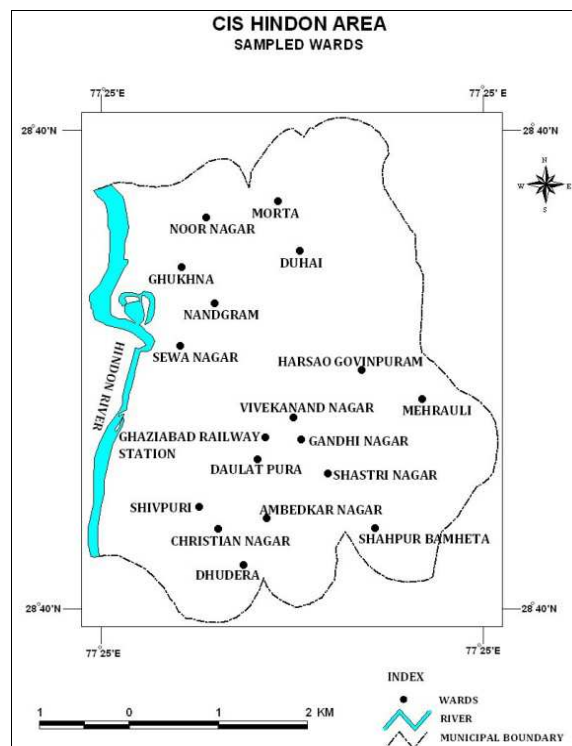 CIS HINDON AREA
SAMPLED WARDS
77°25'E
77°25' E
28°40'N
28°40'N
N
W
E
S
MORTA
NOOR NAGAR
DUHAI
GHUKHNA
NANDGRAM
SEWA NAGAR
HARSAO GOVINPURAM
HINDON RIVER
MEHRAULI
VIVEKANAND NAGAR
GHAZIABAD RAILWAY
STATION
GANDHI NAGAR
DAULAT PURA
SHASTRI NAGAR
SHIVPURI
AMBEDKAR NAGAR
CHRISTIAN NAGAR
SHAHPUR BAMHETA
DHUDERA
28°40'N
28°40'N
77°25'E
77°25'E
INDEX
WARDS
RIVER
MUNICIPAL BOUNDARY
1 0 1 2 KM